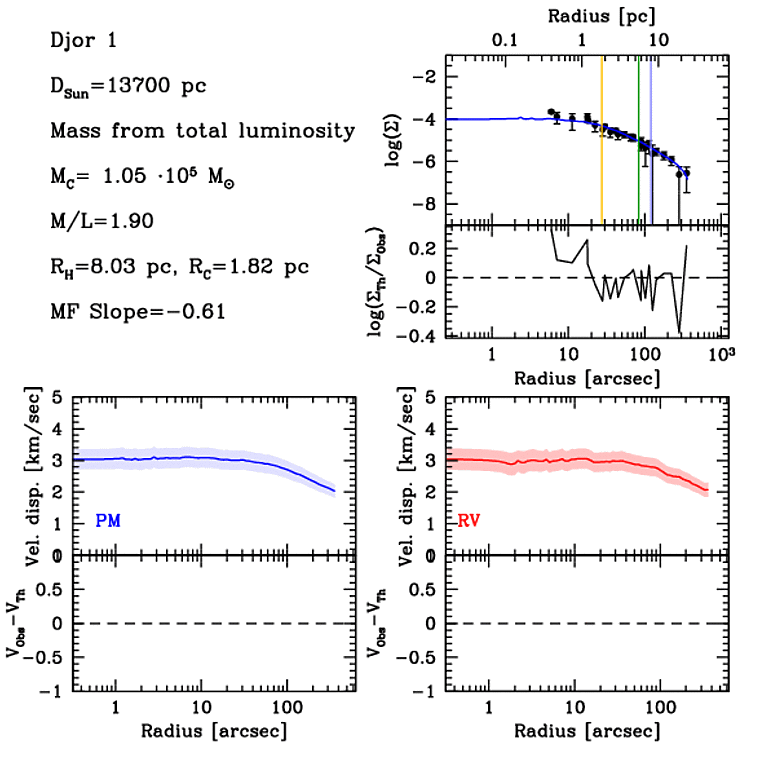 Djor 1
D_Sun=13700 pc
Mass from total luminosity
M_C= 1.05 ·10⁵ M_⊙
M/L=1.90
R_H=8.03 pc, R_C=1.82 pc
MF Slope=−0.61
Radius [pc]
0.1 1 10
log(Σ)
−2
−4
−6
−8
log(Σ_Th/Σ_Obs)
0.2
0
−0.2
−0.4
1 10 100 10³
Radius [arcsec]
Vel. disp. [km/sec]
5
4
3
2
1
0
PM
V_Obs−V_Th
0.5
0
−0.5
−1
1 10 100
Radius [arcsec]
Vel. disp. [km/sec]
5
4
3
2
1
0
RV
V_Obs−V_Th
0.5
0
−0.5
−1
1 10 100
Radius [arcsec]